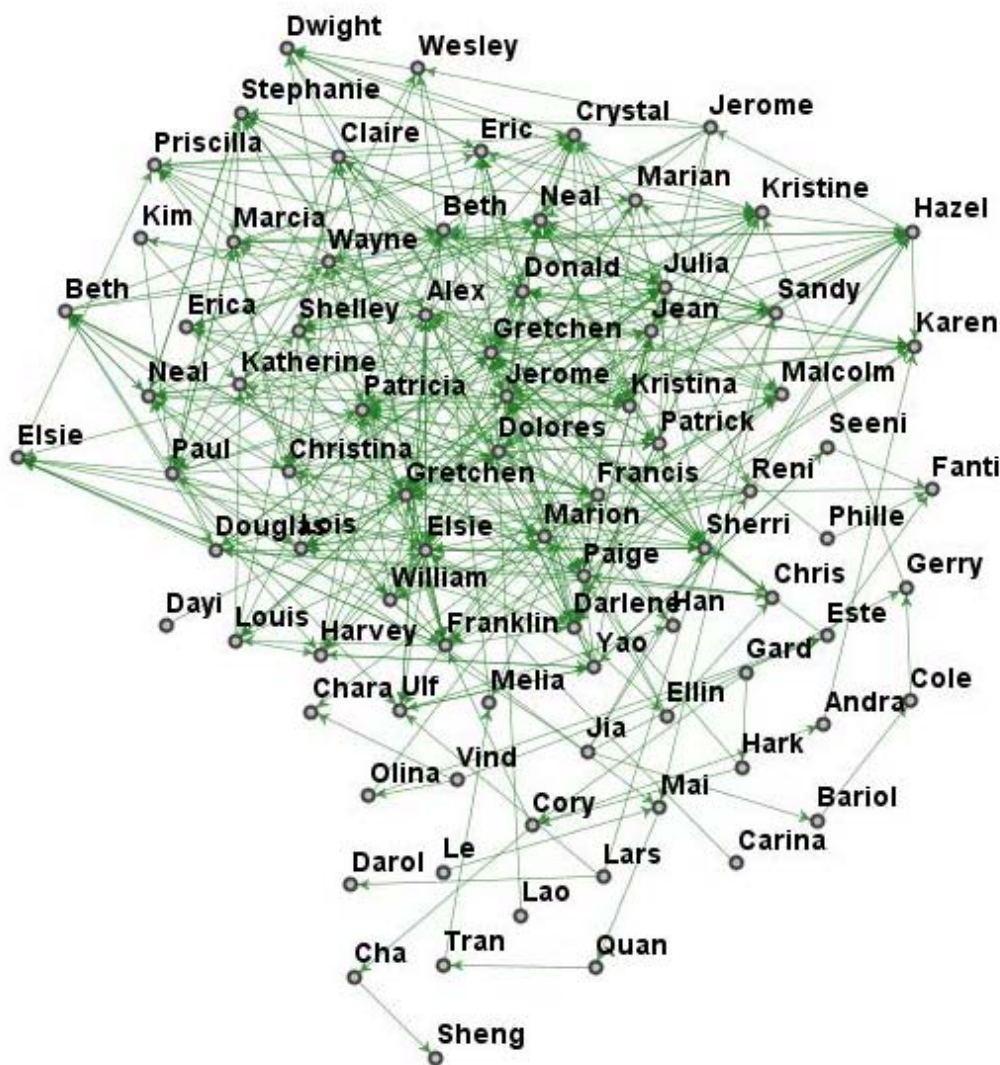 Dwight
Wesley
Stephanie
Crystal
Jerome
Priscilla
Claire
Eric
Kim
Marcia
Beth
Neal
Marian
Kristine
Hazel
Wayne
Beth
Erica
Shelley
Alex
Donald
Julia
Sandy
Jean
Karen
Neal
Katherine
Gretchen
Patricia
Jerome
Kristina
Malcolm
Elsie
Paul
Christina
Dolores
Patrick
Seeni
Gretchen
Francis
Reni
Fanti
Douglas
Lois
Elsie
Marion
Sherri
Phille
Paige
William
Chris
Gerry
Dayi
Louis
Harvey
Franklin
Darlene
Han
Este
Yao
Gard
Chara
Ulf
Melia
Ellin
Andra
Cole
Olina
Vind
Jia
Hark
Cory
Mai
Bariol
Darol
Le
Lars
Carina
Lao
Cha
Tran
Quan
Sheng